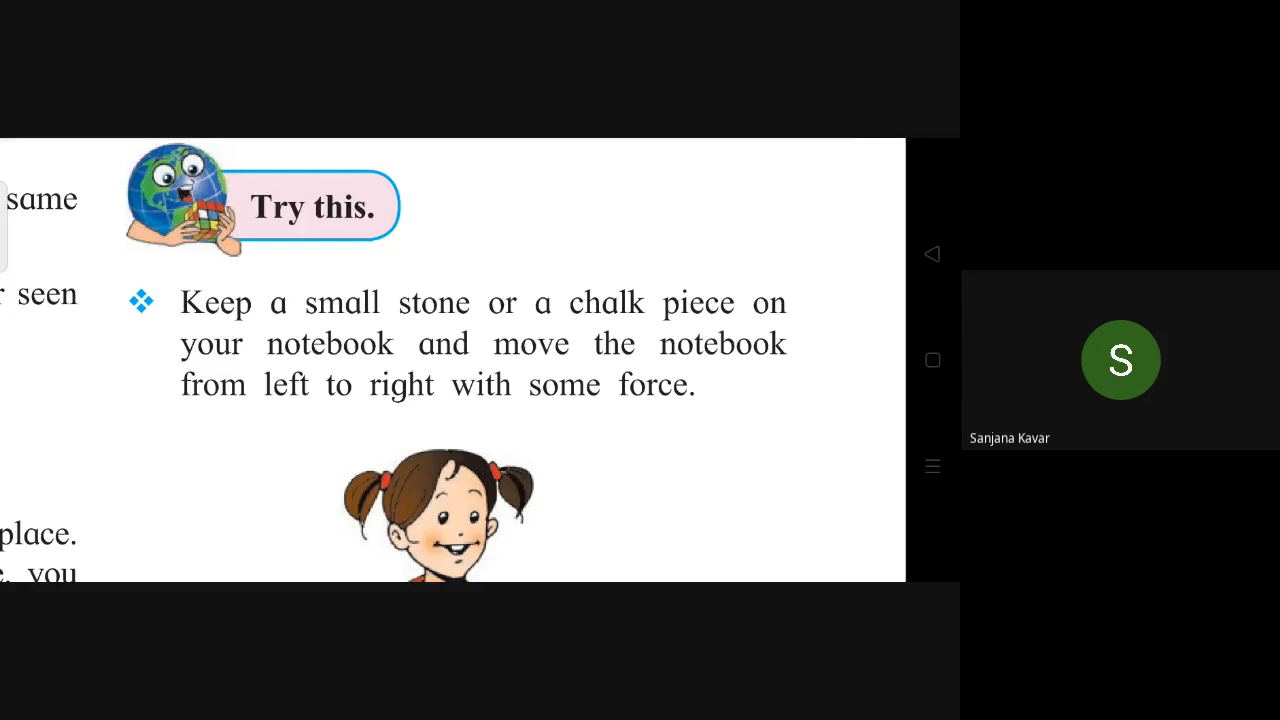 same
Try this.
r seen
Keep a small stone or a chalk piece on
your notebook and move the notebook
from left to right with some force.
place.
e, you
S
Sanjana Kavar